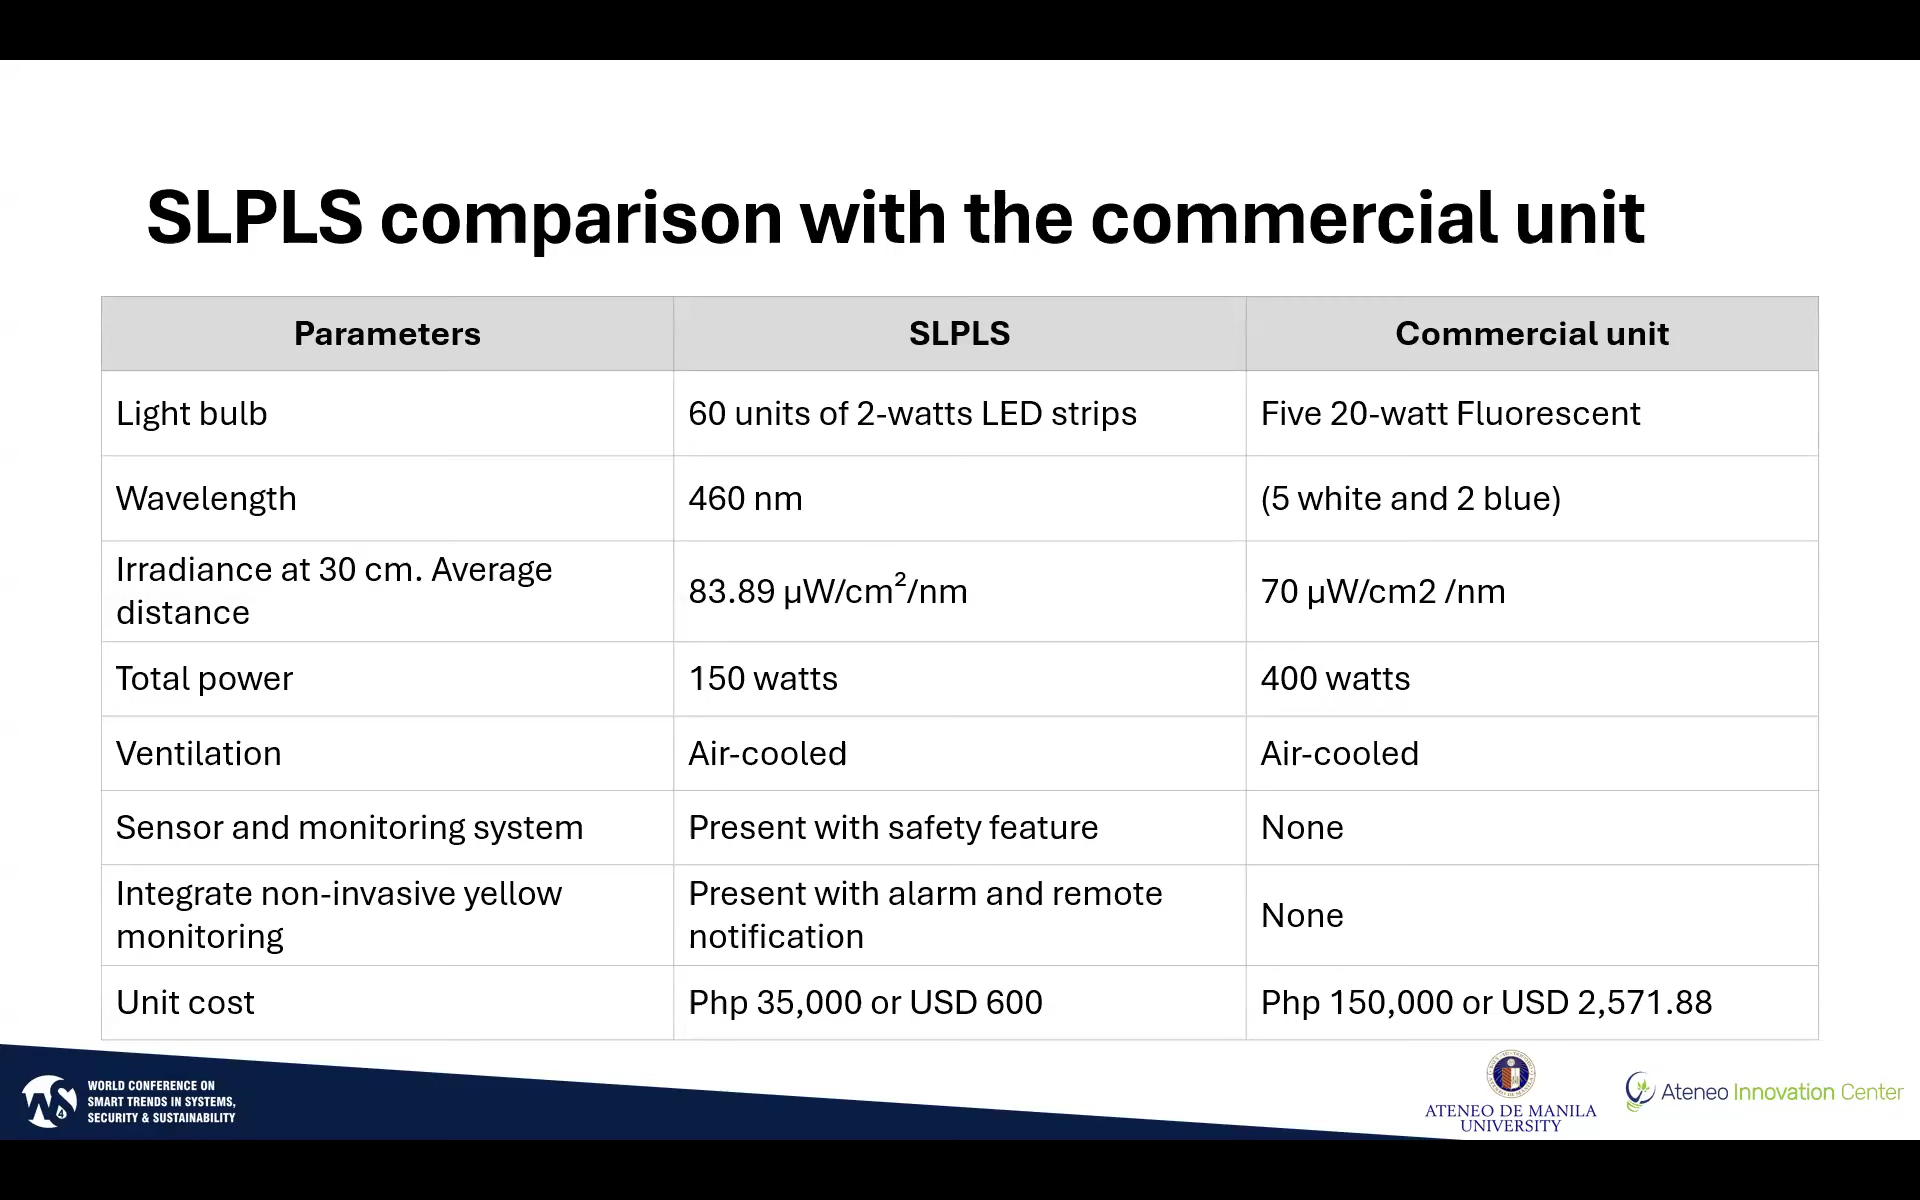 SLPLS comparison with the commercial unit
Parameters
SLPLS
Commercial unit
Light bulb
60 units of 2-watts LED strips
Five 20-watt Fluorescent
Wavelength
460 nm
(5 white and 2 blue)
Irradiance at 30 cm. Average
distance
83.89 µW/cm²/nm
70 µW/cm2 /nm
Total power
150 watts
400 watts
Ventilation
Air-cooled
Air-cooled
Sensor and monitoring system
Present with safety feature
None
Integrate non-invasive yellow
monitoring
Present with alarm and remote
notification
None
Unit cost
Php 35,000 or USD 600
Php 150,000 or USD 2,571.88
WS4
WORLD CONFERENCE ON
SMART TRENDS IN SYSTEMS,
SECURITY & SUSTAINABILITY
ATENEO DE MANILA
UNIVERSITY
Ateneo Innovation Center